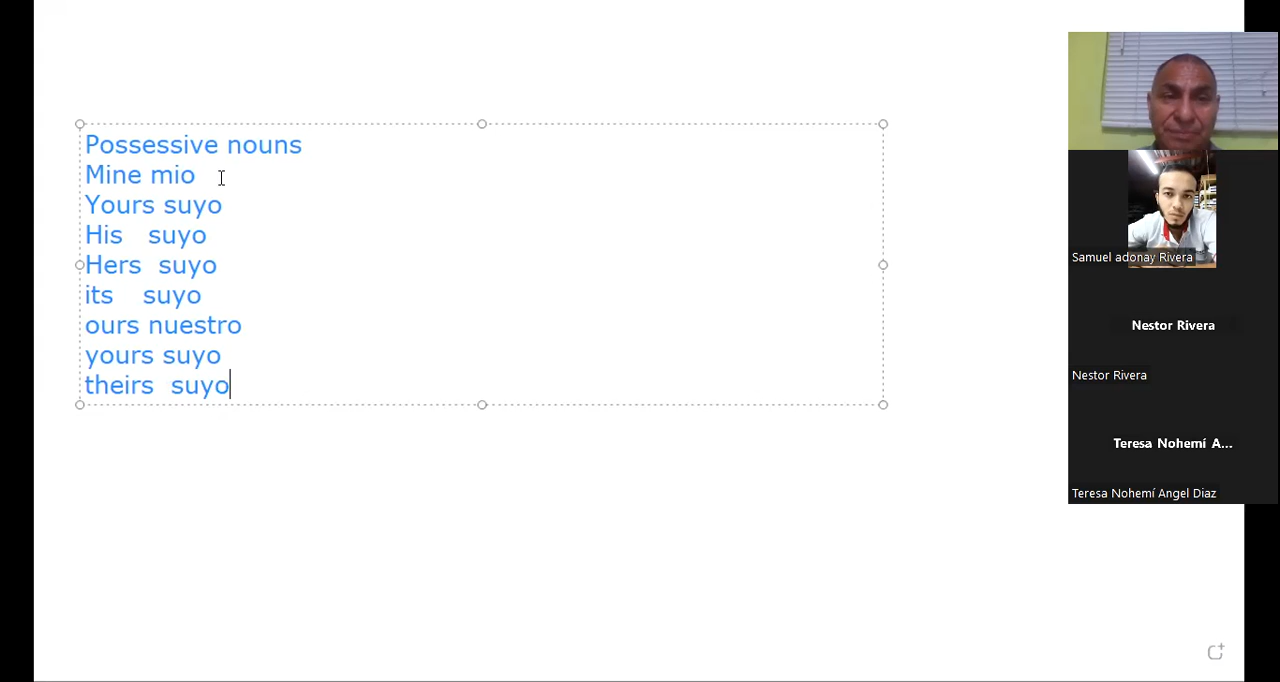 Possessive nouns
Mine mio
Yours suyo
His suyo
Hers suyo
its suyo
ours nuestro
yours suyo
theirs suyo
Samuel adonay Rivera
Nestor Rivera
Nestor Rivera
Teresa Nohemí A...
Teresa Nohemí Angel Diaz